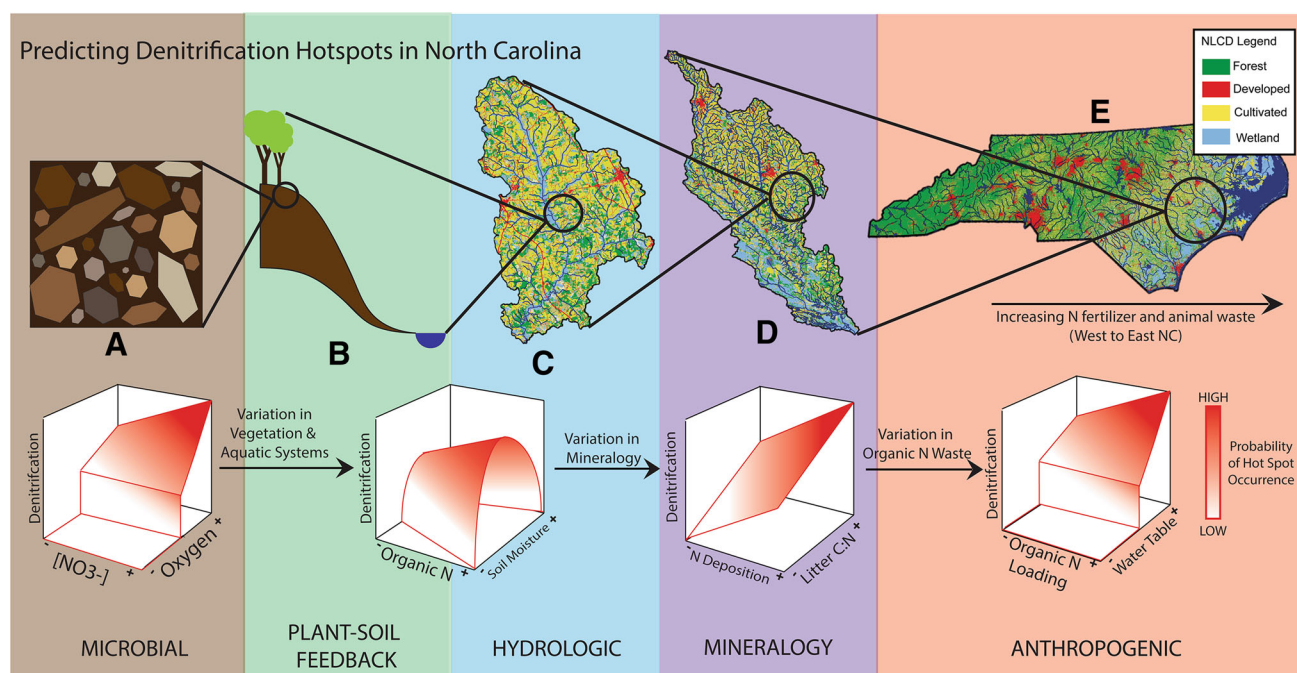 Predicting Denitrification Hotspots in North Carolina
NLCD Legend
Forest
Developed
Cultivated
Wetland
A
B
C
D
E
Increasing N fertilizer and animal waste
(West to East NC)
Denitrifcation
- [NO3-] +
- Oxygen +
Variation in
Vegetation &
Aquatic Systems
Denitrifcation
- Organic N +
- Soil Moisture +
Variation in
Mineralogy
Denitrifcation
- N Deposition +
- Litter C:N +
Variation in
Organic N Waste
Denitrifcation
- Organic N +
Loading
- Water Table +
HIGH
Probability
of Hot Spot
Occurrence
LOW
MICROBIAL
PLANT-SOIL
FEEDBACK
HYDROLOGIC
MINERALOGY
ANTHROPOGENIC